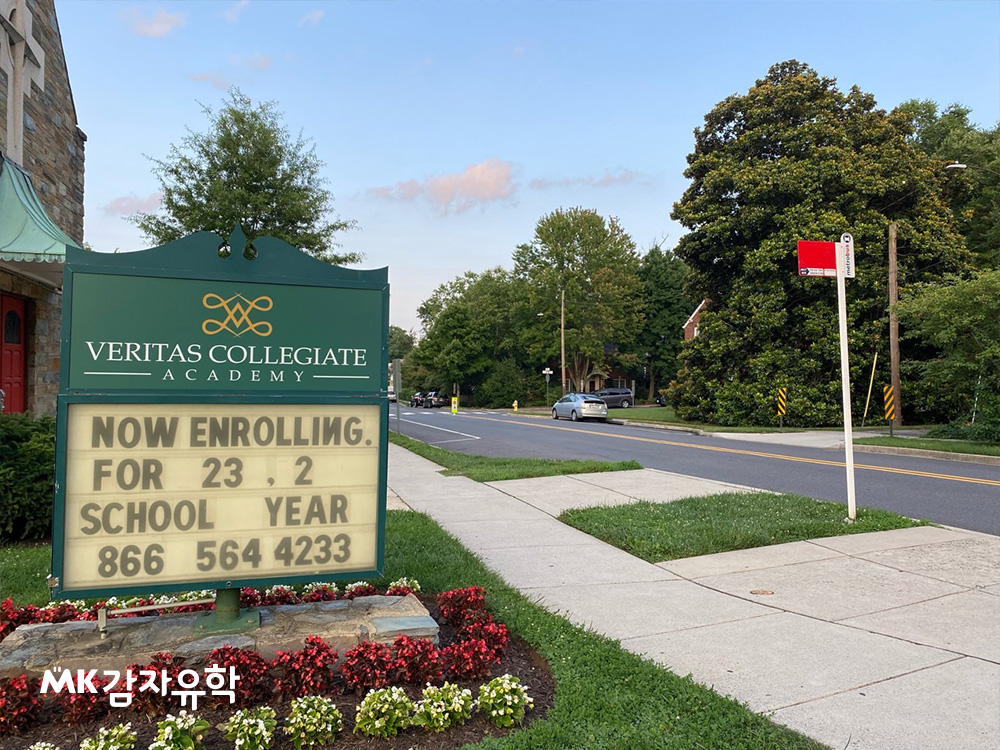 VERITAS COLLEGIATE
ACADEMY
NOW ENROLLING.
FOR 23 , 2
SCHOOL YEAR
866 564 4233
metrobus
MK감자유학